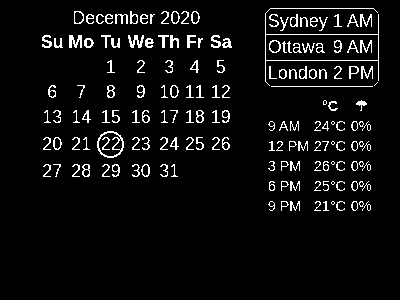 December 2020
Su Mo Tu We Th Fr Sa
1 2 3 4 5
6 7 8 9 10 11 12
13 14 15 16 17 18 19
20 21 22 23 24 25 26
27 28 29 30 31
Sydney 1 AM
Ottawa 9 AM
London 2 PM
°C ☂
9 AM 24°C 0%
12 PM 27°C 0%
3 PM 26°C 0%
6 PM 25°C 0%
9 PM 21°C 0%